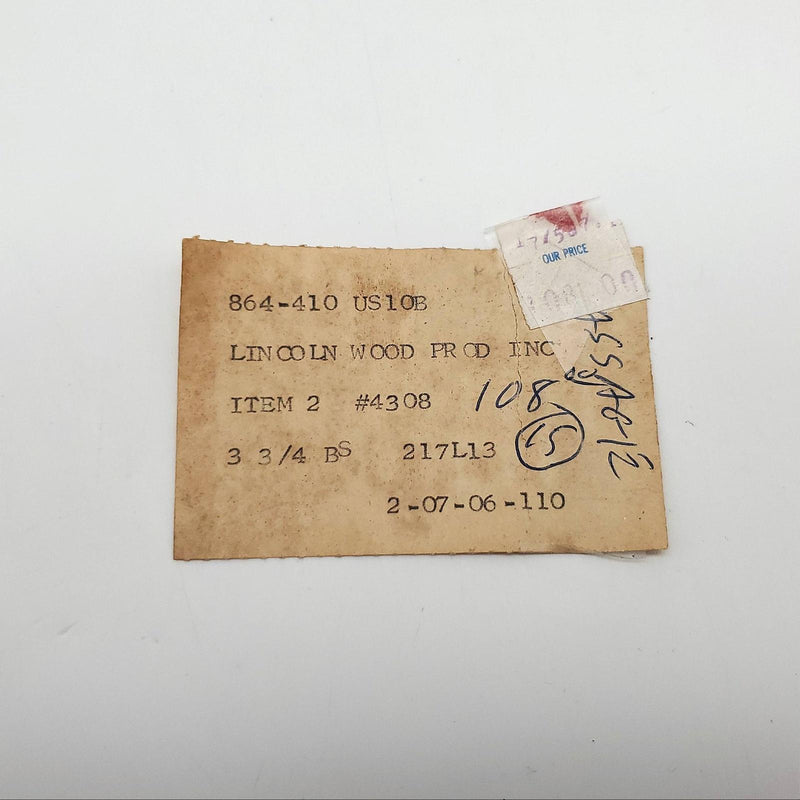 OUR PRICE
864-410 US10B
LINCOLN WOOD PROD INC
ITEM 2 #4308 108
3 3/4 BS 217L13 15
2-07-06-110